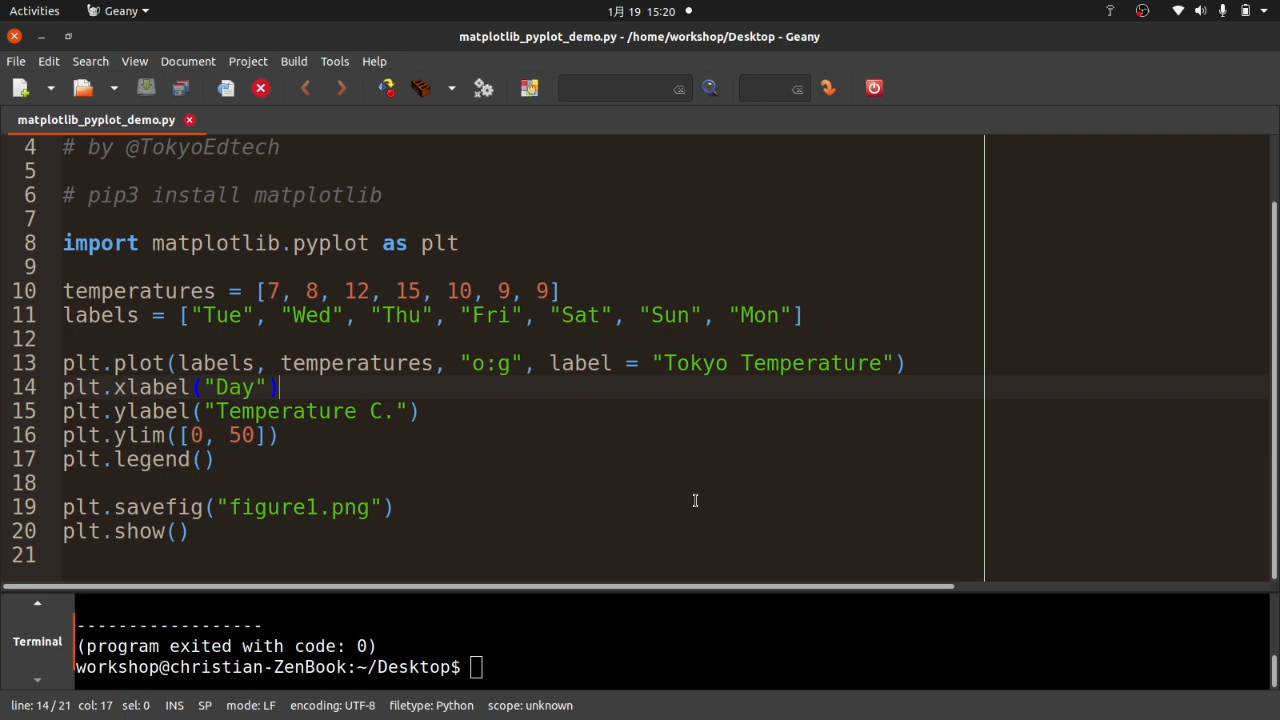 Activities Geany 1月 19 15:20
matplotlib_pyplot_demo.py - /home/workshop/Desktop - Geany
File Edit Search View Document Project Build Tools Help
matplotlib_pyplot_demo.py
4 # by @TokyoEdtech
5
6 # pip3 install matplotlib
7
8 import matplotlib.pyplot as plt
9
10 temperatures = [7, 8, 12, 15, 10, 9, 9]
11 labels = ["Tue", "Wed", "Thu", "Fri", "Sat", "Sun", "Mon"]
12
13 plt.plot(labels, temperatures, "o:g", label = "Tokyo Temperature")
14 plt.xlabel("Day")
15 plt.ylabel("Temperature C.")
16 plt.ylim([0, 50])
17 plt.legend()
18
19 plt.savefig("figure1.png")
20 plt.show()
21
Terminal
------------------
(program exited with code: 0)
workshop@christian-ZenBook:~/Desktop$
line: 14 / 21 col: 17 sel: 0 INS SP mode: LF encoding: UTF-8 filetype: Python scope: unknown